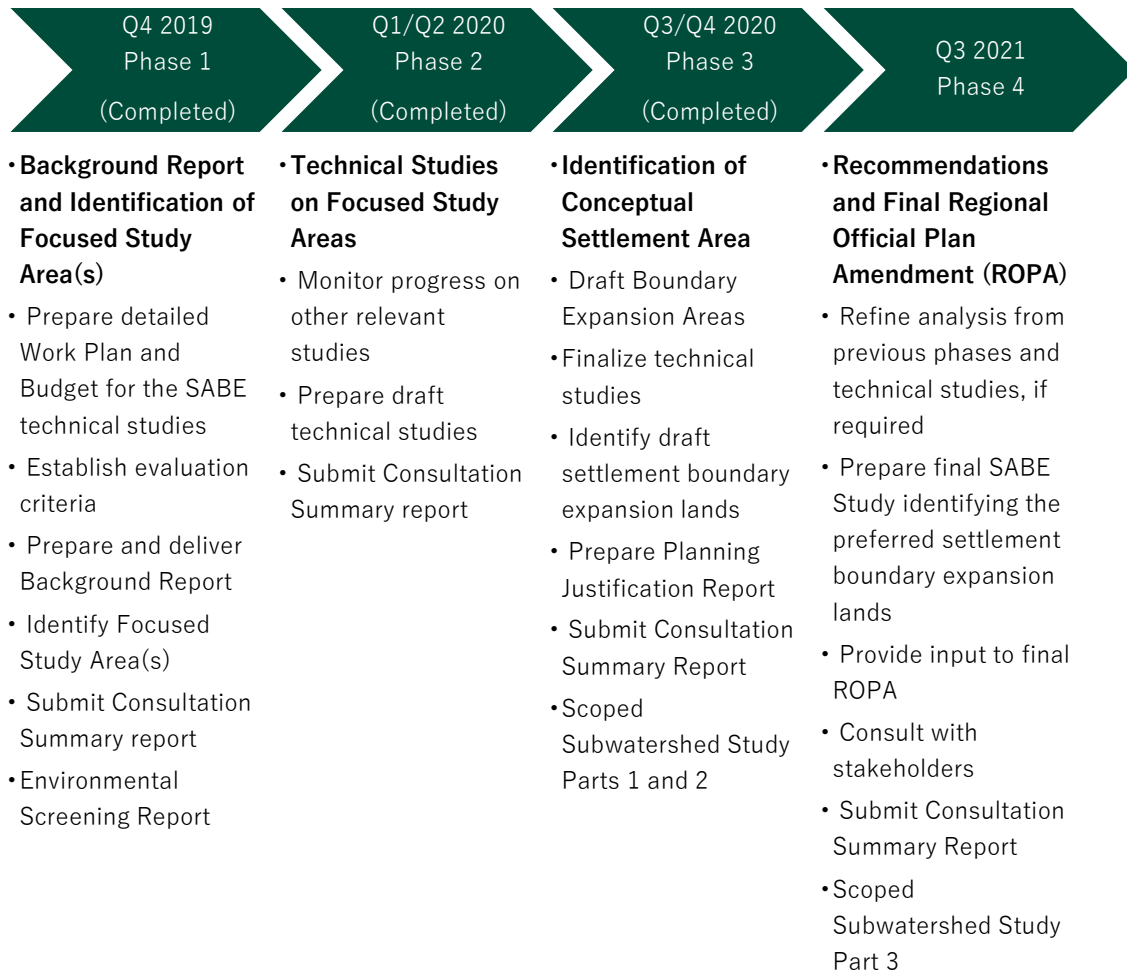 Q4 2019
Phase 1
(Completed)
Q1/Q2 2020
Phase 2
(Completed)
Q3/Q4 2020
Phase 3
(Completed)
Q3 2021
Phase 4
•Background Report
and Identification of
Focused Study
Area(s)
• Prepare detailed
Work Plan and
Budget for the SABE
technical studies
• Establish evaluation
criteria
• Prepare and deliver
Background Report
• Identify Focused
Study Area(s)
• Submit Consultation
Summary report
•Environmental
Screening Report
•Technical Studies
on Focused Study
Areas
• Monitor progress on
other relevant
studies
• Prepare draft
technical studies
• Submit Consultation
Summary report
•Identification of
Conceptual
Settlement Area
• Draft Boundary
Expansion Areas
•Finalize technical
studies
• Identify draft
settlement boundary
expansion lands
• Prepare Planning
Justification Report
• Submit Consultation
Summary Report
•Scoped
Subwatershed Study
Parts 1 and 2
•Recommendations
and Final Regional
Official Plan
Amendment (ROPA)
• Refine analysis from
previous phases and
technical studies, if
required
• Prepare final SABE
Study identifying the
preferred settlement
boundary expansion
lands
• Provide input to final
ROPA
• Consult with
stakeholders
• Submit Consultation
Summary Report
•Scoped
Subwatershed Study
Part 3